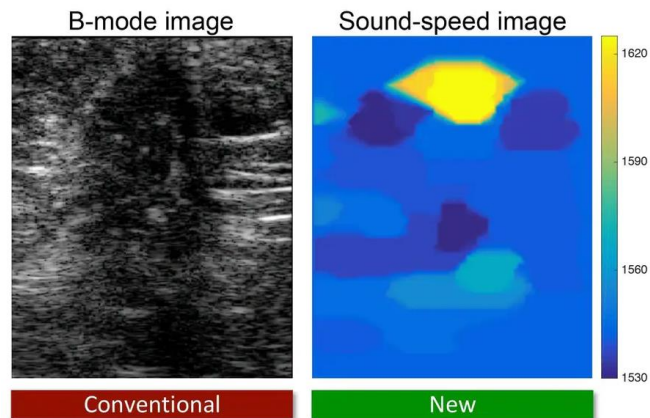 B-mode image
Sound-speed image
1620
1590
1560
1530
Conventional
New